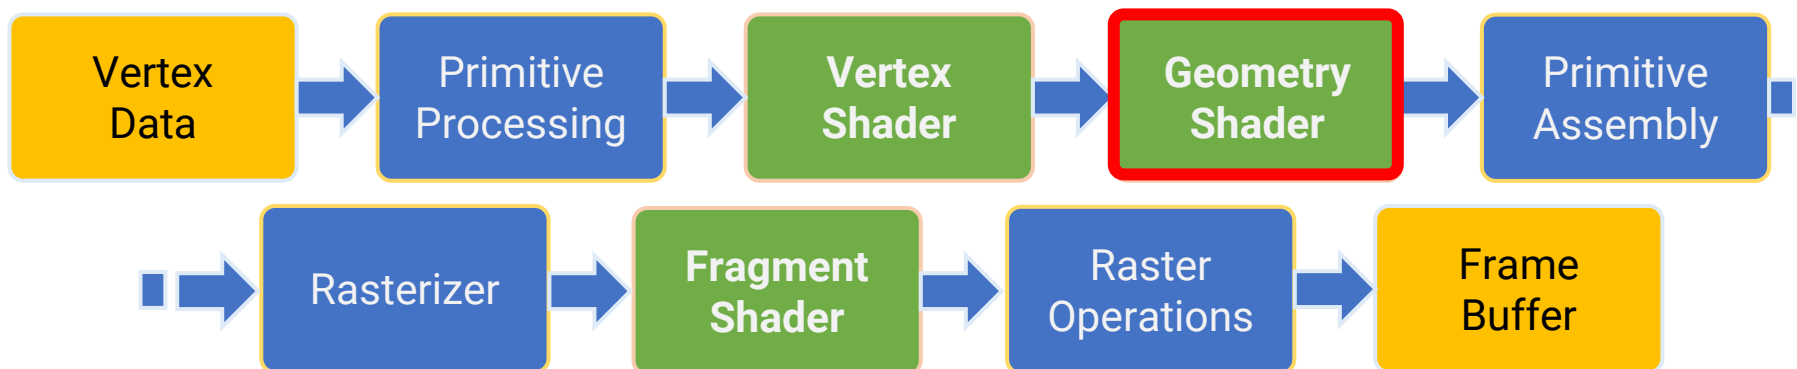 Vertex
Data
Primitive
Processing
Vertex
Shader
Geometry
Shader
Primitive
Assembly
Rasterizer
Fragment
Shader
Raster
Operations
Frame
Buffer